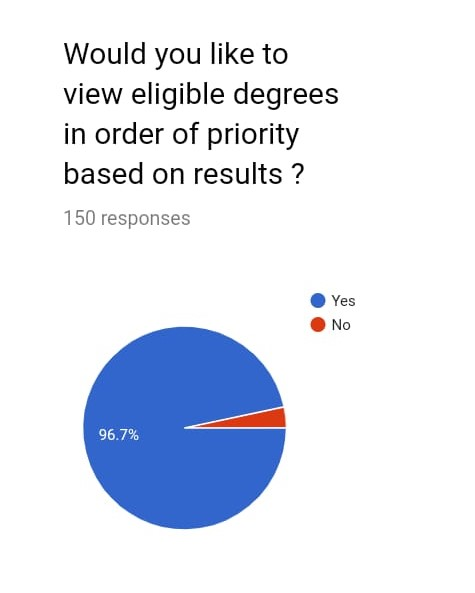 Would you like to
view eligible degrees
in order of priority
based on results ?
150 responses
Yes
No
96.7%